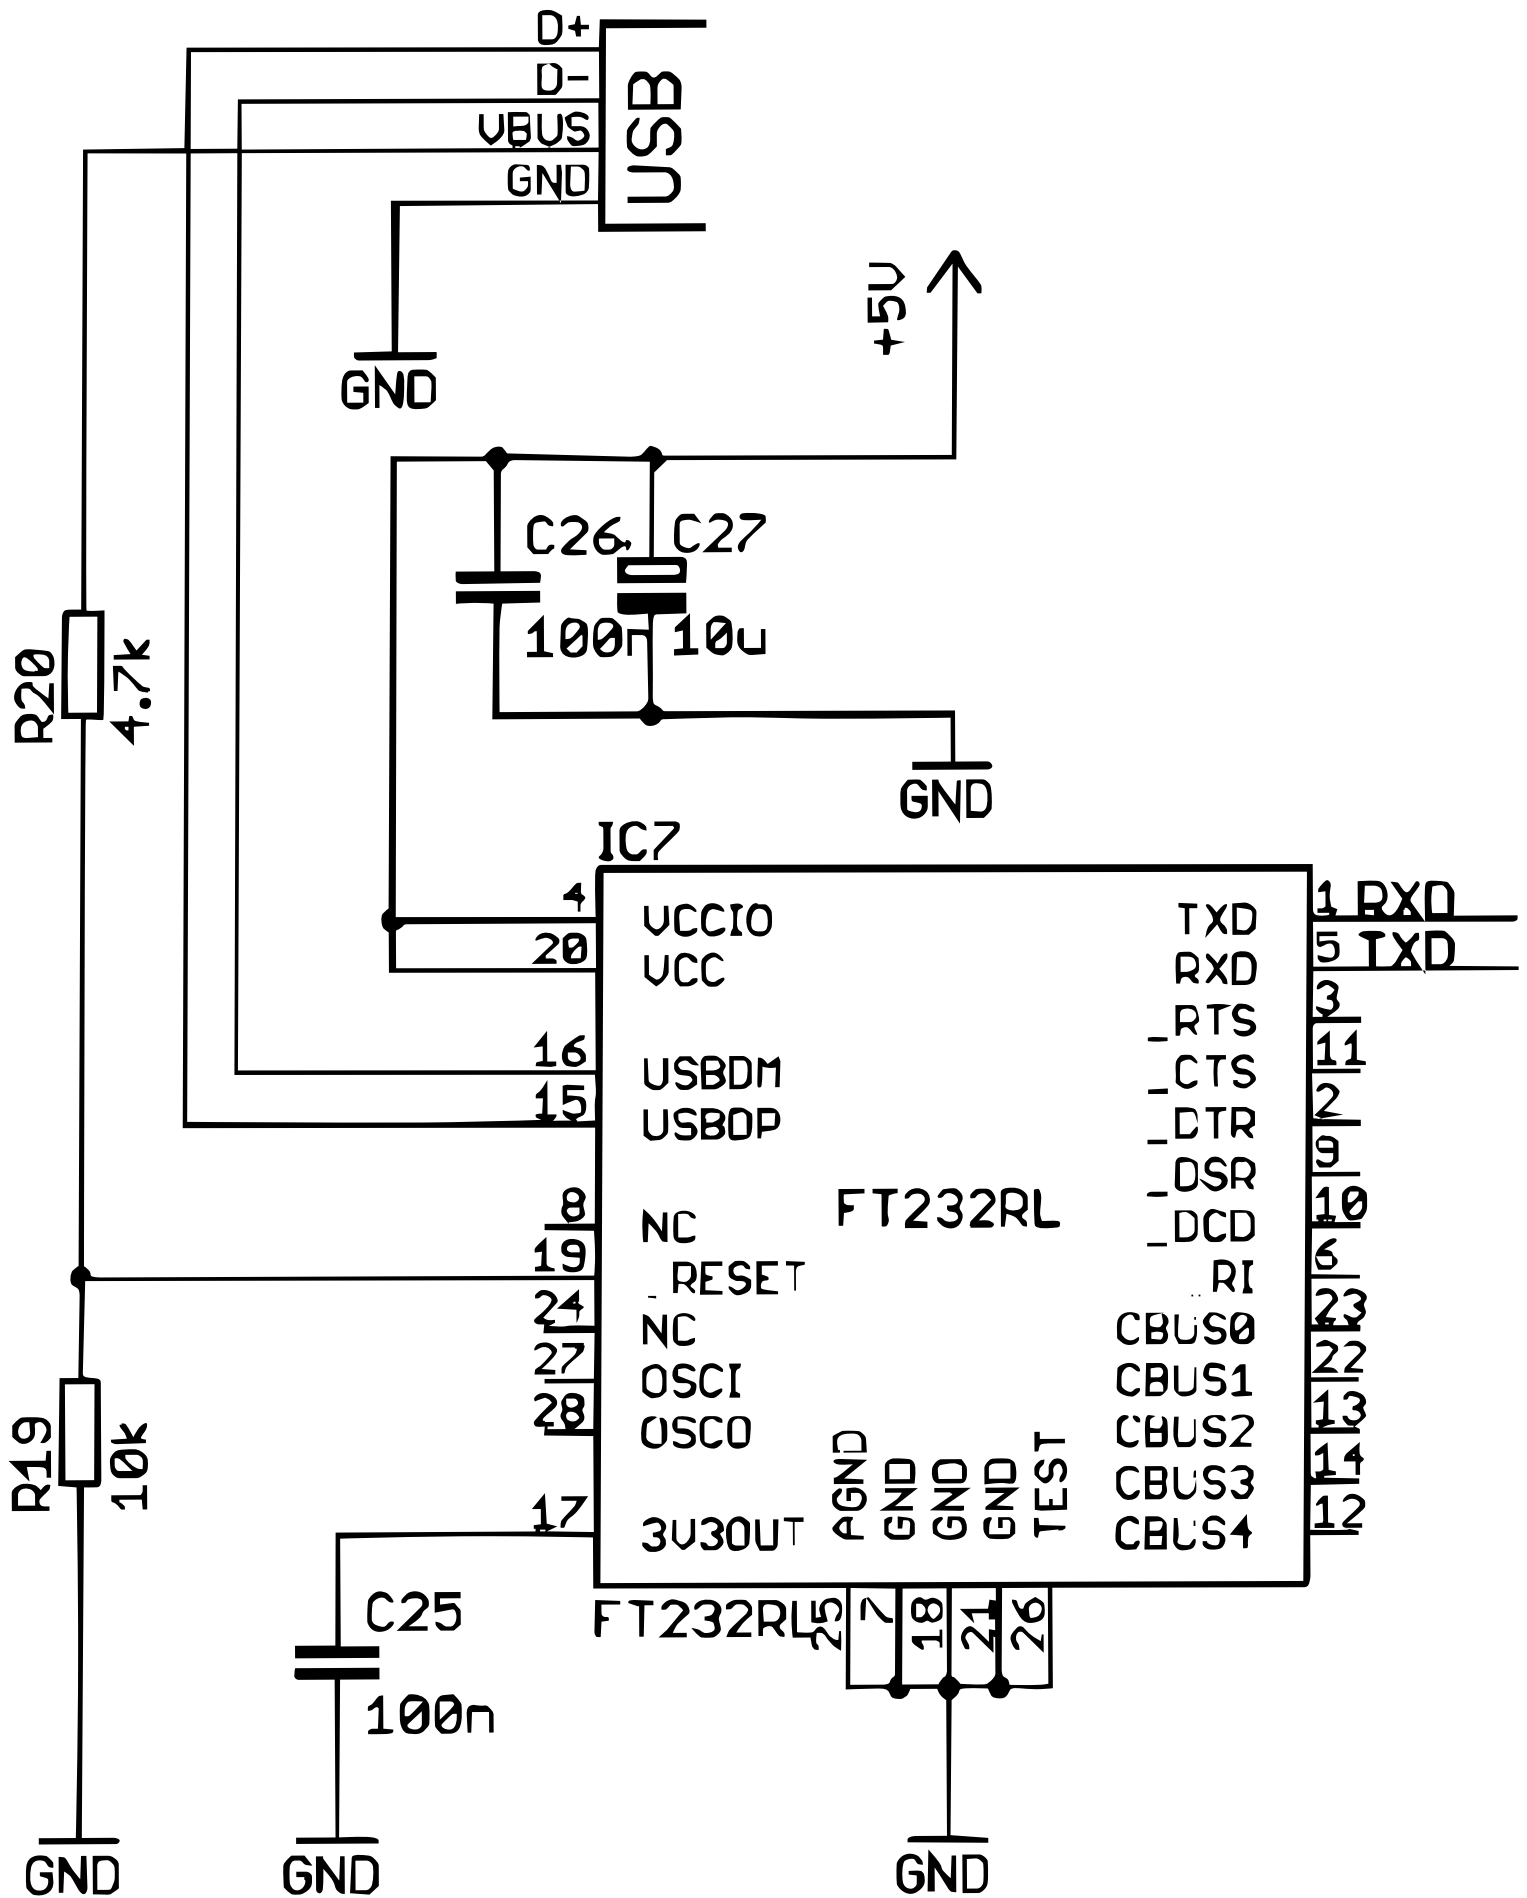 D+
D-
VBUS
GND
USB
GND
+5V
C26
100n
C27
10u
GND
R20
4.7k
IC7
4 VCCIO
20 VCC
16 USBDM
15 USBDP
8 NC
19 _RESET
24 NC
27 OSCI
28 OSCO
17 3V3OUT
FT232RL
TXD 1 RXD
RXD 5 TXD
_RTS 3
_CTS 11
_DTR 2
_DSR 9
_DCD 10
RI 6
CBUS0 23
CBUS1 22
CBUS2 13
CBUS3 14
CBUS4 12
AGND 25
GND 7
GND 18
GND 21
TEST 26
FT232RL
R19
10k
C25
100n
GND
GND
GND